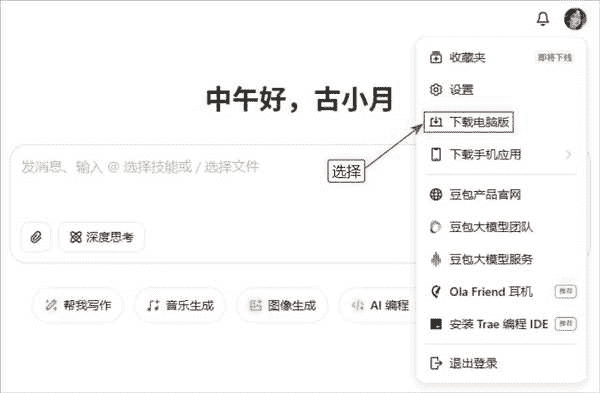 收藏夹 即将下线
设置
中午好，古小月
下载电脑版
选择
发消息、输入 @ 选择技能或 / 选择文件
下载手机应用
豆包产品官网
深度思考
豆包大模型团队
豆包大模型服务
帮我写作 音乐生成 图像生成 AI 编程
Ola Friend 耳机 推荐
安装 Trae 编程 IDE 推荐
退出登录